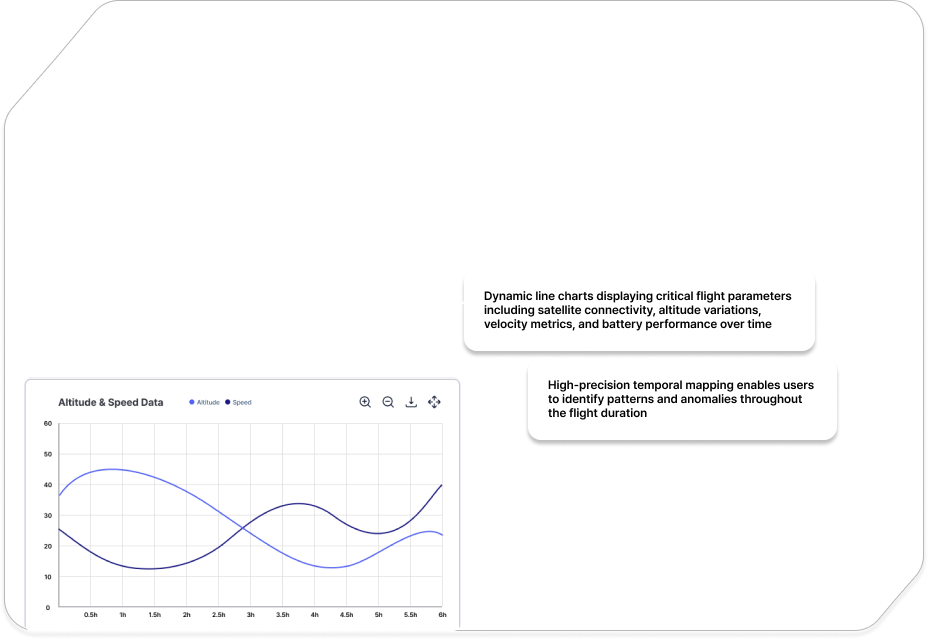 Dynamic line charts displaying critical flight parameters
including satellite connectivity, altitude variations,
velocity metrics, and battery performance over time
High-precision temporal mapping enables users
to identify patterns and anomalies throughout
the flight duration
Altitude & Speed Data
Altitude
Speed
60
50
40
30
20
10
0
0.5h
1h
1.5h
2h
2.5h
3h
3.5h
4h
4.5h
5h
5.5h
6h